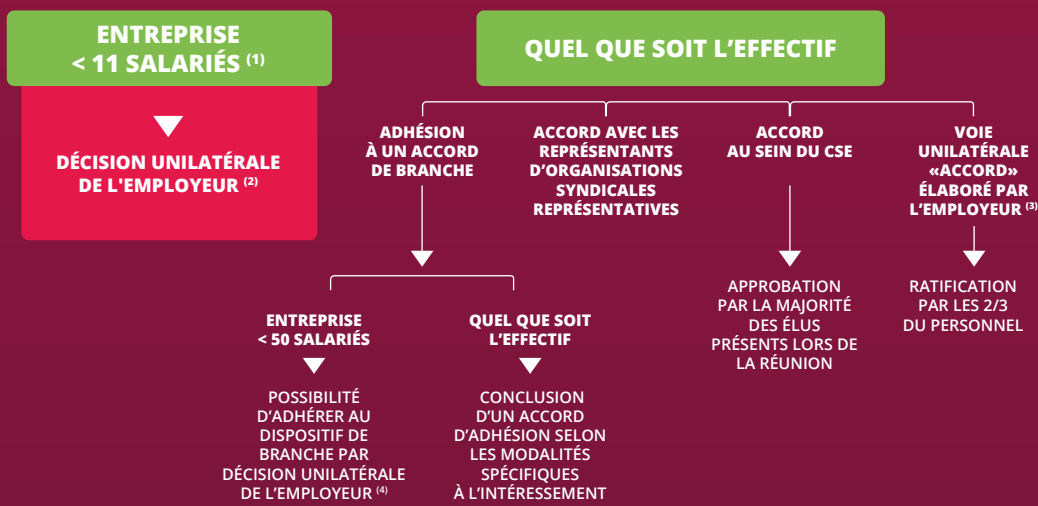 ENTREPRISE
< 11 SALARIÉS (1)
DÉCISION UNILATÉRALE
DE L'EMPLOYEUR (2)
QUEL QUE SOIT L’EFFECTIF
ADHÉSION
À UN ACCORD
DE BRANCHE
ACCORD AVEC LES
REPRÉSENTANTS
D’ORGANISATIONS
SYNDICALES
REPRÉSENTATIVES
ACCORD
AU SEIN DU CSE
VOIE
UNILATÉRALE
«ACCORD»
ÉLABORÉ PAR
L’EMPLOYEUR (3)
ENTREPRISE
< 50 SALARIÉS
POSSIBILITÉ
D’ADHÉRER AU
DISPOSITIF DE
BRANCHE PAR
DÉCISION UNILATÉRALE
DE L’EMPLOYEUR (4)
QUEL QUE SOIT
L’EFFECTIF
CONCLUSION
D’UN ACCORD
D’ADHÉSION SELON
LES MODALITÉS
SPÉCIFIQUES
À L’INTÉRESSEMENT
APPROBATION
PAR LA MAJORITÉ
DES ÉLUS
PRÉSENTS LORS DE
LA RÉUNION
RATIFICATION
PAR LES 2/3
DU PERSONNEL